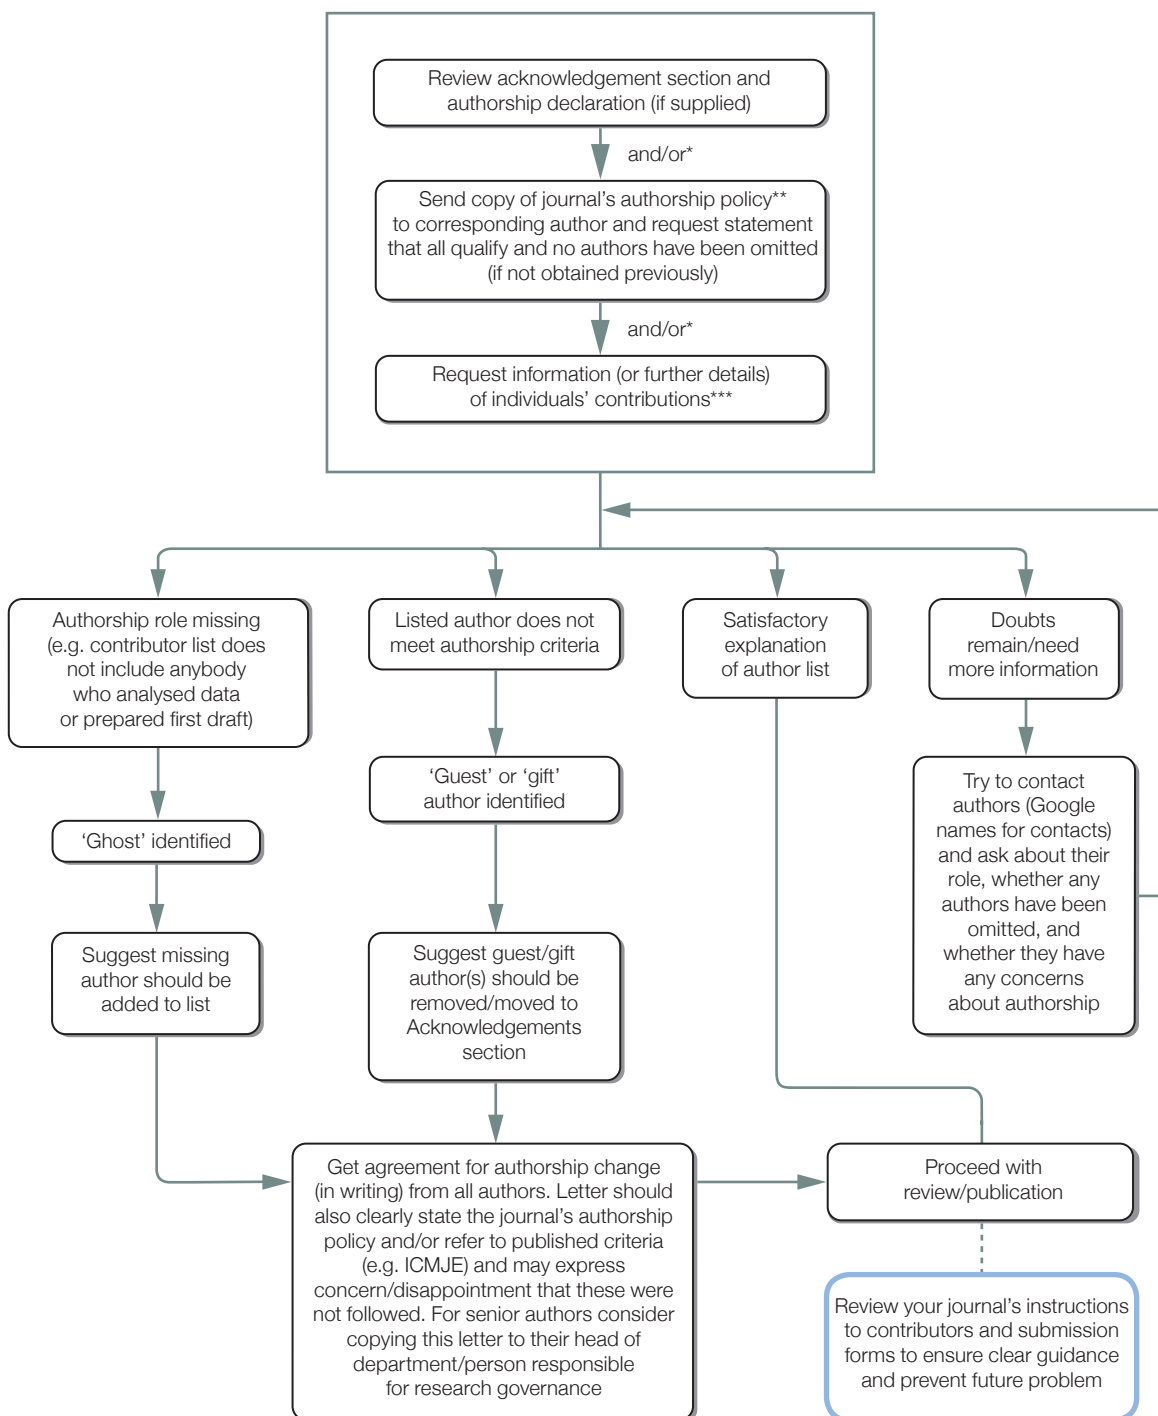 Review acknowledgement section and
authorship declaration (if supplied)
and/or*
Send copy of journal's authorship policy**
to corresponding author and request statement
that all qualify and no authors have been omitted
(if not obtained previously)
and/or*
Request information (or further details)
of individuals' contributions***
Authorship role missing
(e.g. contributor list does
not include anybody
who analysed data
or prepared first draft)
Listed author does not
meet authorship criteria
Satisfactory
explanation
of author list
Doubts
remain/need
more information
'Guest' or 'gift'
author identified
Try to contact
authors (Google
names for contacts)
and ask about their
role, whether any
authors have been
omitted, and
whether they have
any concerns
about authorship
'Ghost' identified
Suggest missing
author should be
added to list
Suggest guest/gift
author(s) should be
removed/moved to
Acknowledgements
section
Get agreement for authorship change
(in writing) from all authors. Letter should
also clearly state the journal's authorship
policy and/or refer to published criteria
(e.g. ICMJE) and may express
concern/disappointment that these were
not followed. For senior authors consider
copying this letter to their head of
department/person responsible
for research governance
Proceed with
review/publication
Review your journal's instructions
to contributors and submission
forms to ensure clear guidance
and prevent future problem